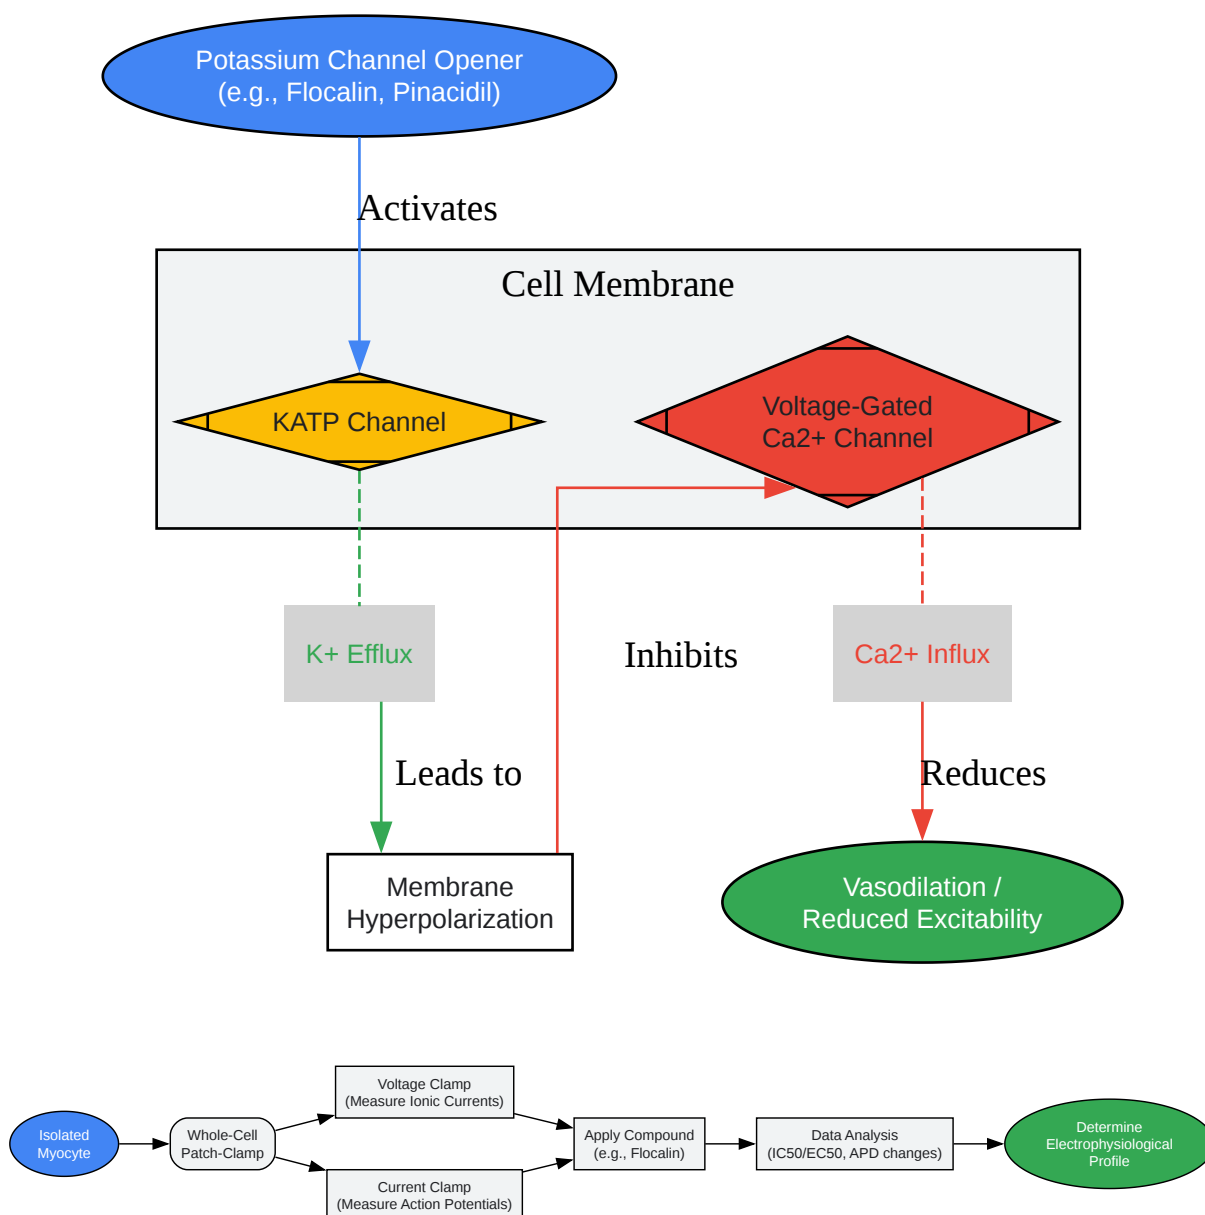 Potassium Channel Opener
(e.g., Flocalin, Pinacidil)
Activates
Cell Membrane
KATP Channel
Voltage-Gated
Ca2+ Channel
K+ Efflux
Inhibits
Ca2+ Influx
Leads to
Reduces
Membrane
Hyperpolarization
Vasodilation /
Reduced Excitability
Isolated
Myocyte
Whole-Cell
Patch-Clamp
Voltage Clamp
(Measure Ionic Currents)
Current Clamp
(Measure Action Potentials)
Apply Compound
(e.g., Flocalin)
Data Analysis
(IC50/EC50, APD changes)
Determine
Electrophysiological
Profile